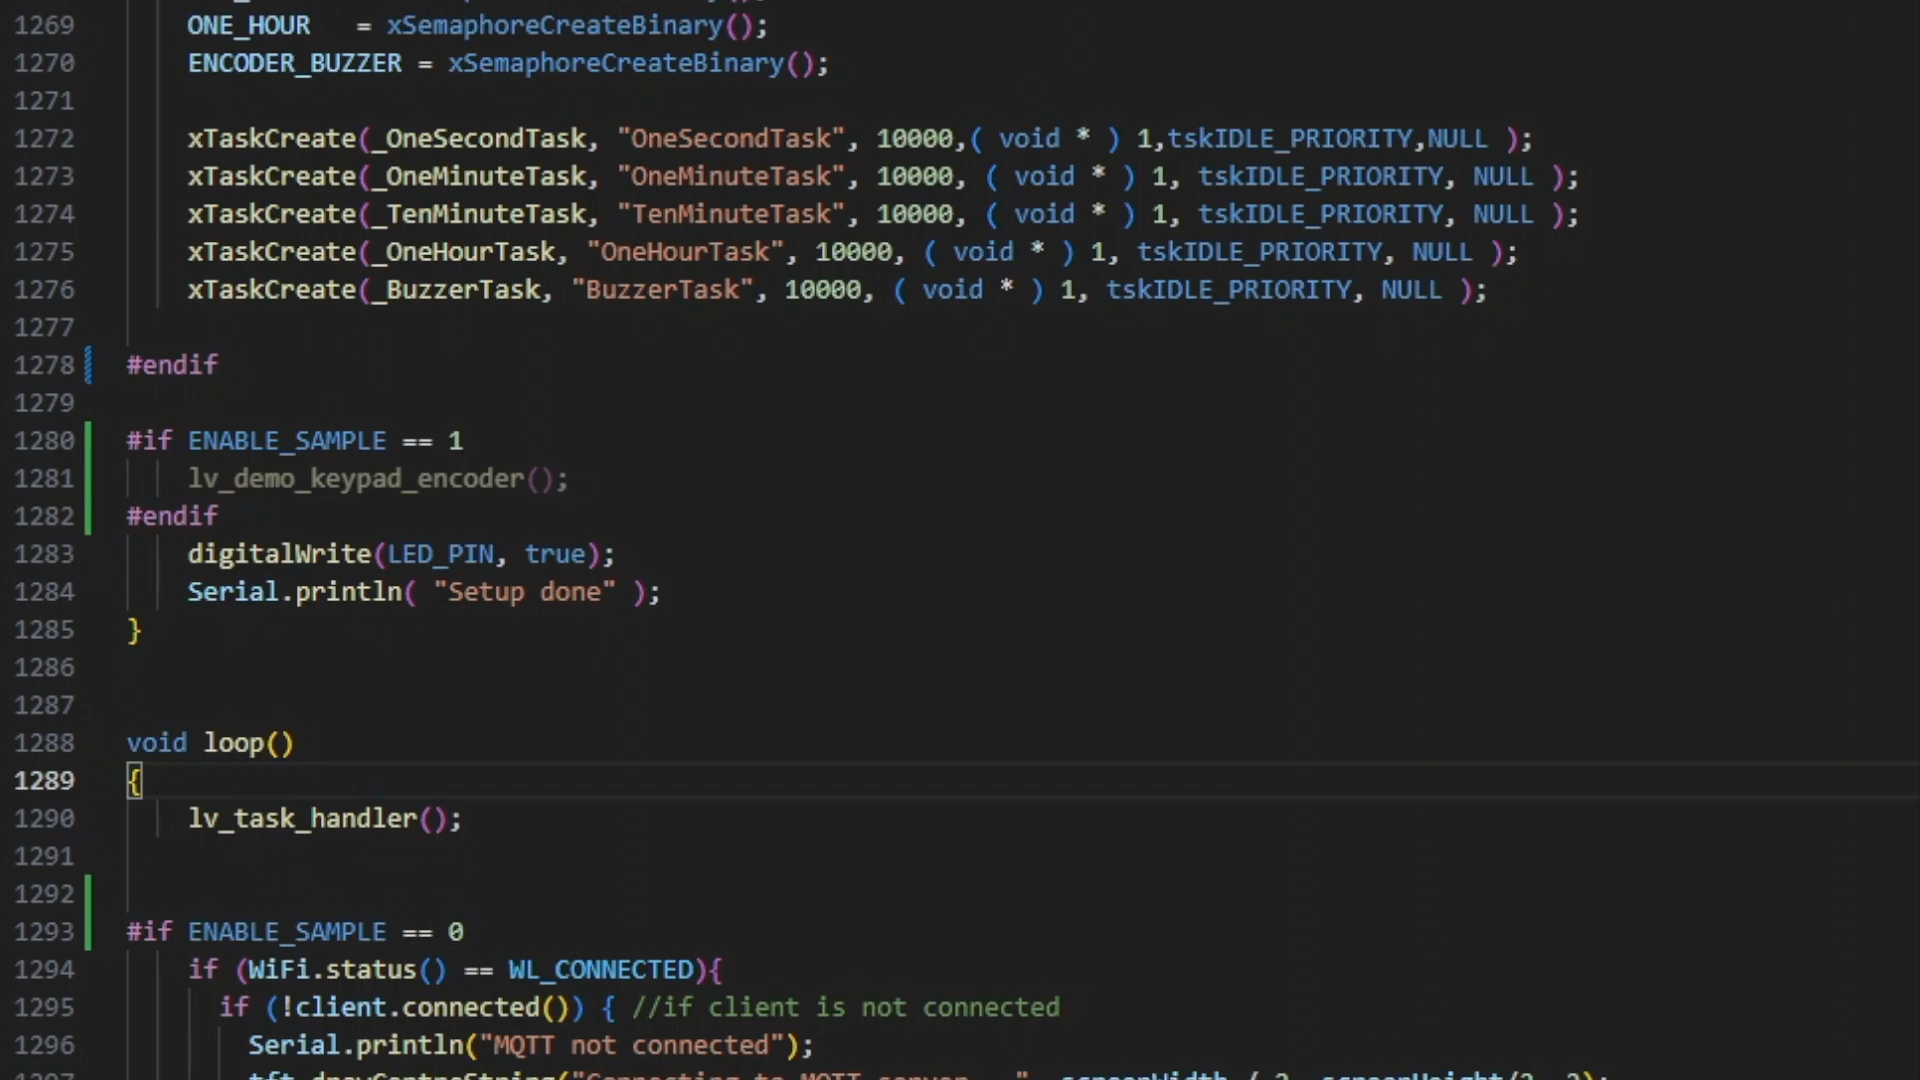 1269 ONE_HOUR   = xSemaphoreCreateBinary();
1270 ENCODER_BUZZER = xSemaphoreCreateBinary();
1271
1272 xTaskCreate(_OneSecondTask, "OneSecondTask", 10000,( void * ) 1,tskIDLE_PRIORITY,NULL );
1273 xTaskCreate(_OneMinuteTask, "OneMinuteTask", 10000, ( void * ) 1, tskIDLE_PRIORITY, NULL );
1274 xTaskCreate(_TenMinuteTask, "TenMinuteTask", 10000, ( void * ) 1, tskIDLE_PRIORITY, NULL );
1275 xTaskCreate(_OneHourTask, "OneHourTask", 10000, ( void * ) 1, tskIDLE_PRIORITY, NULL );
1276 xTaskCreate(_BuzzerTask, "BuzzerTask", 10000, ( void * ) 1, tskIDLE_PRIORITY, NULL );
1277
1278 #endif
1279
1280 #if ENABLE_SAMPLE == 1
1281 lv_demo_keypad_encoder();
1282 #endif
1283 digitalWrite(LED_PIN, true);
1284 Serial.println( "Setup done" );
1285 }
1286
1287
1288 void loop()
1289 {
1290 lv_task_handler();
1291
1292
1293 #if ENABLE_SAMPLE == 0
1294 if (WiFi.status() == WL_CONNECTED){
1295 if (!client.connected()) { //if client is not connected
1296 Serial.println("MQTT not connected");